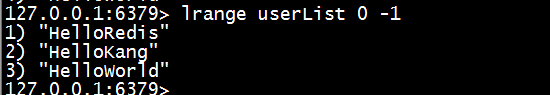 127.0.0.1:6379> lrange userList 0 -1
1) "HelloRedis"
2) "HelloKang"
3) "HelloWorld"
127.0.0.1:6379>